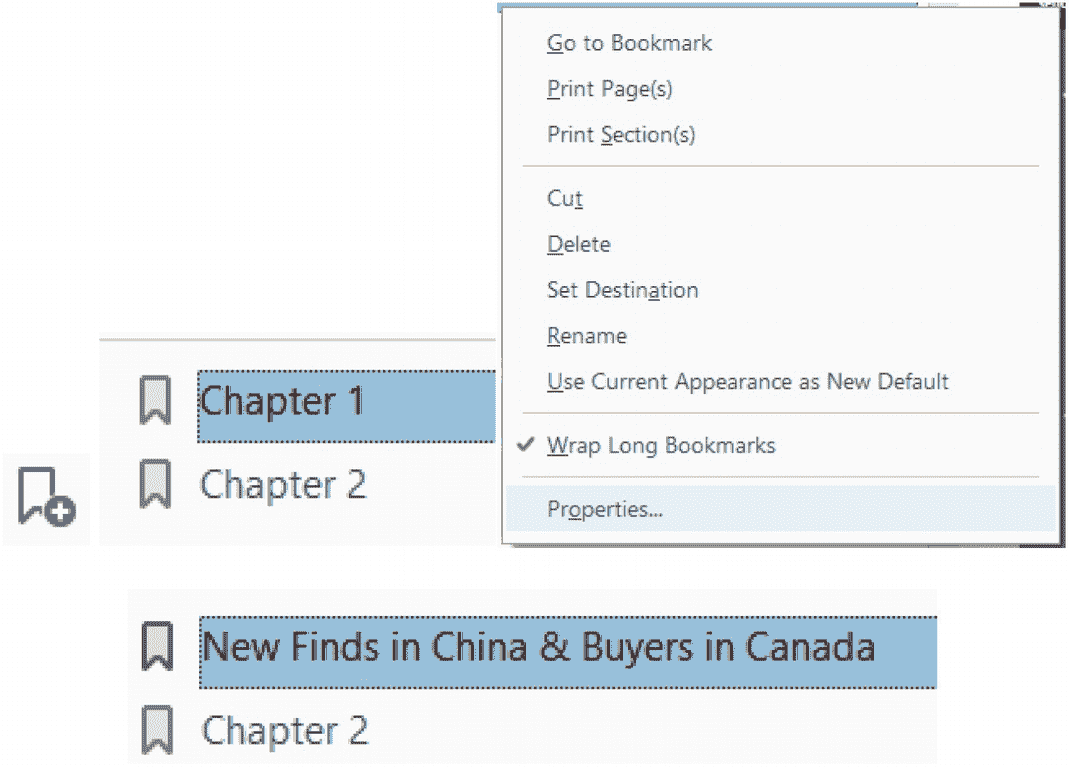 Go to Bookmark
Print Page(s)
Print Section(s)
Cut
Delete
Set Destination
Rename
Use Current Appearance as New Default
Wrap Long Bookmarks
Properties...
Chapter 1
Chapter 2
New Finds in China & Buyers in Canada
Chapter 2